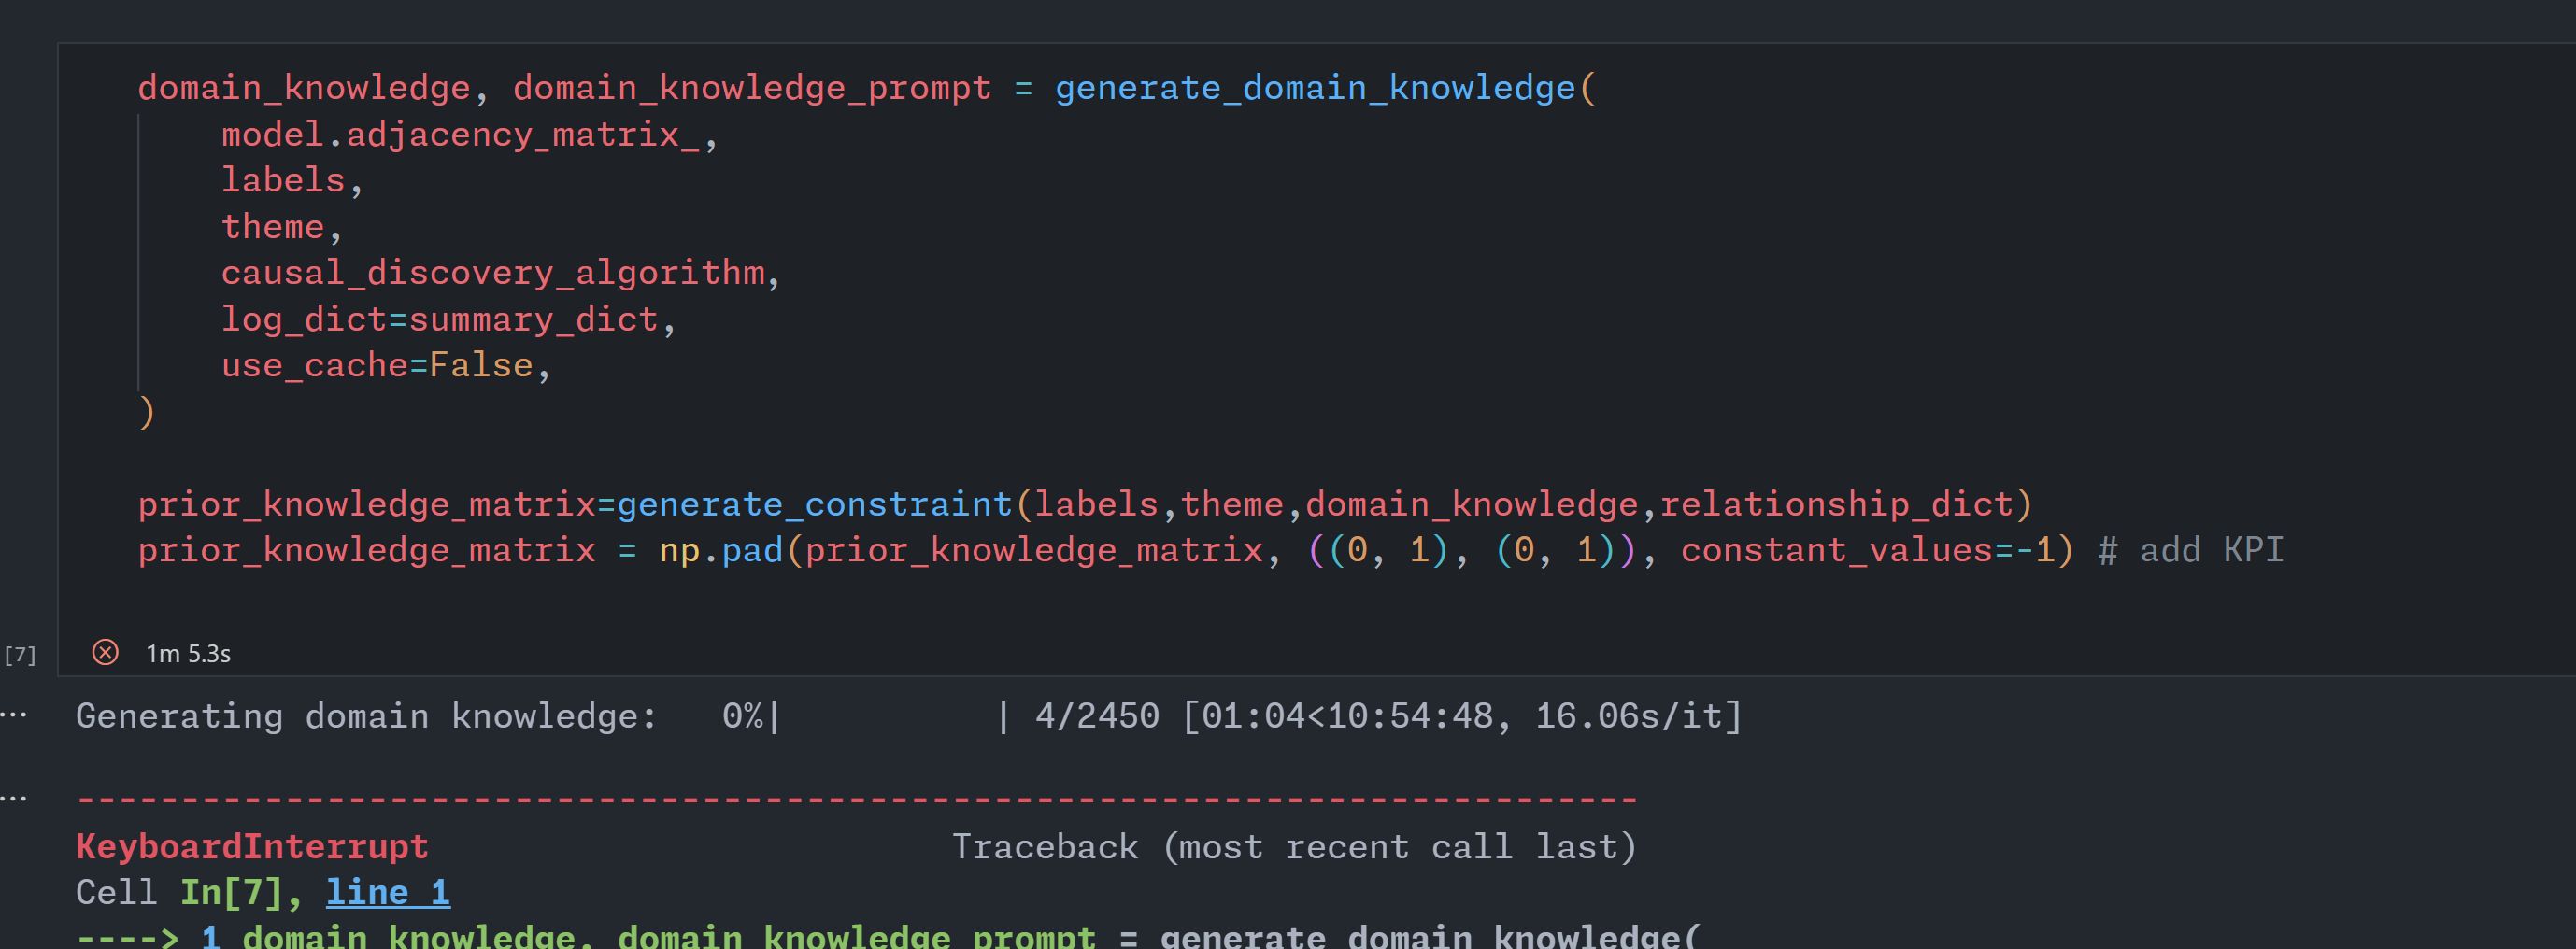 domain_knowledge, domain_knowledge_prompt = generate_domain_knowledge(
    model.adjacency_matrix_,
    labels,
    theme,
    causal_discovery_algorithm,
    log_dict=summary_dict,
    use_cache=False,
)
prior_knowledge_matrix=generate_constraint(labels,theme,domain_knowledge,relationship_dict)
prior_knowledge_matrix = np.pad(prior_knowledge_matrix, ((0, 1), (0, 1)), constant_values=-1) # add KPI
[7] 1m 5.3s
... Generating domain knowledge:   0%|          | 4/2450 [01:04<10:54:48, 16.06s/it]
... ---------------------------------------------------------------------------
KeyboardInterrupt                         Traceback (most recent call last)
Cell In[7], line 1
----> 1 domain_knowledge, domain_knowledge_prompt = generate_domain_knowledge(